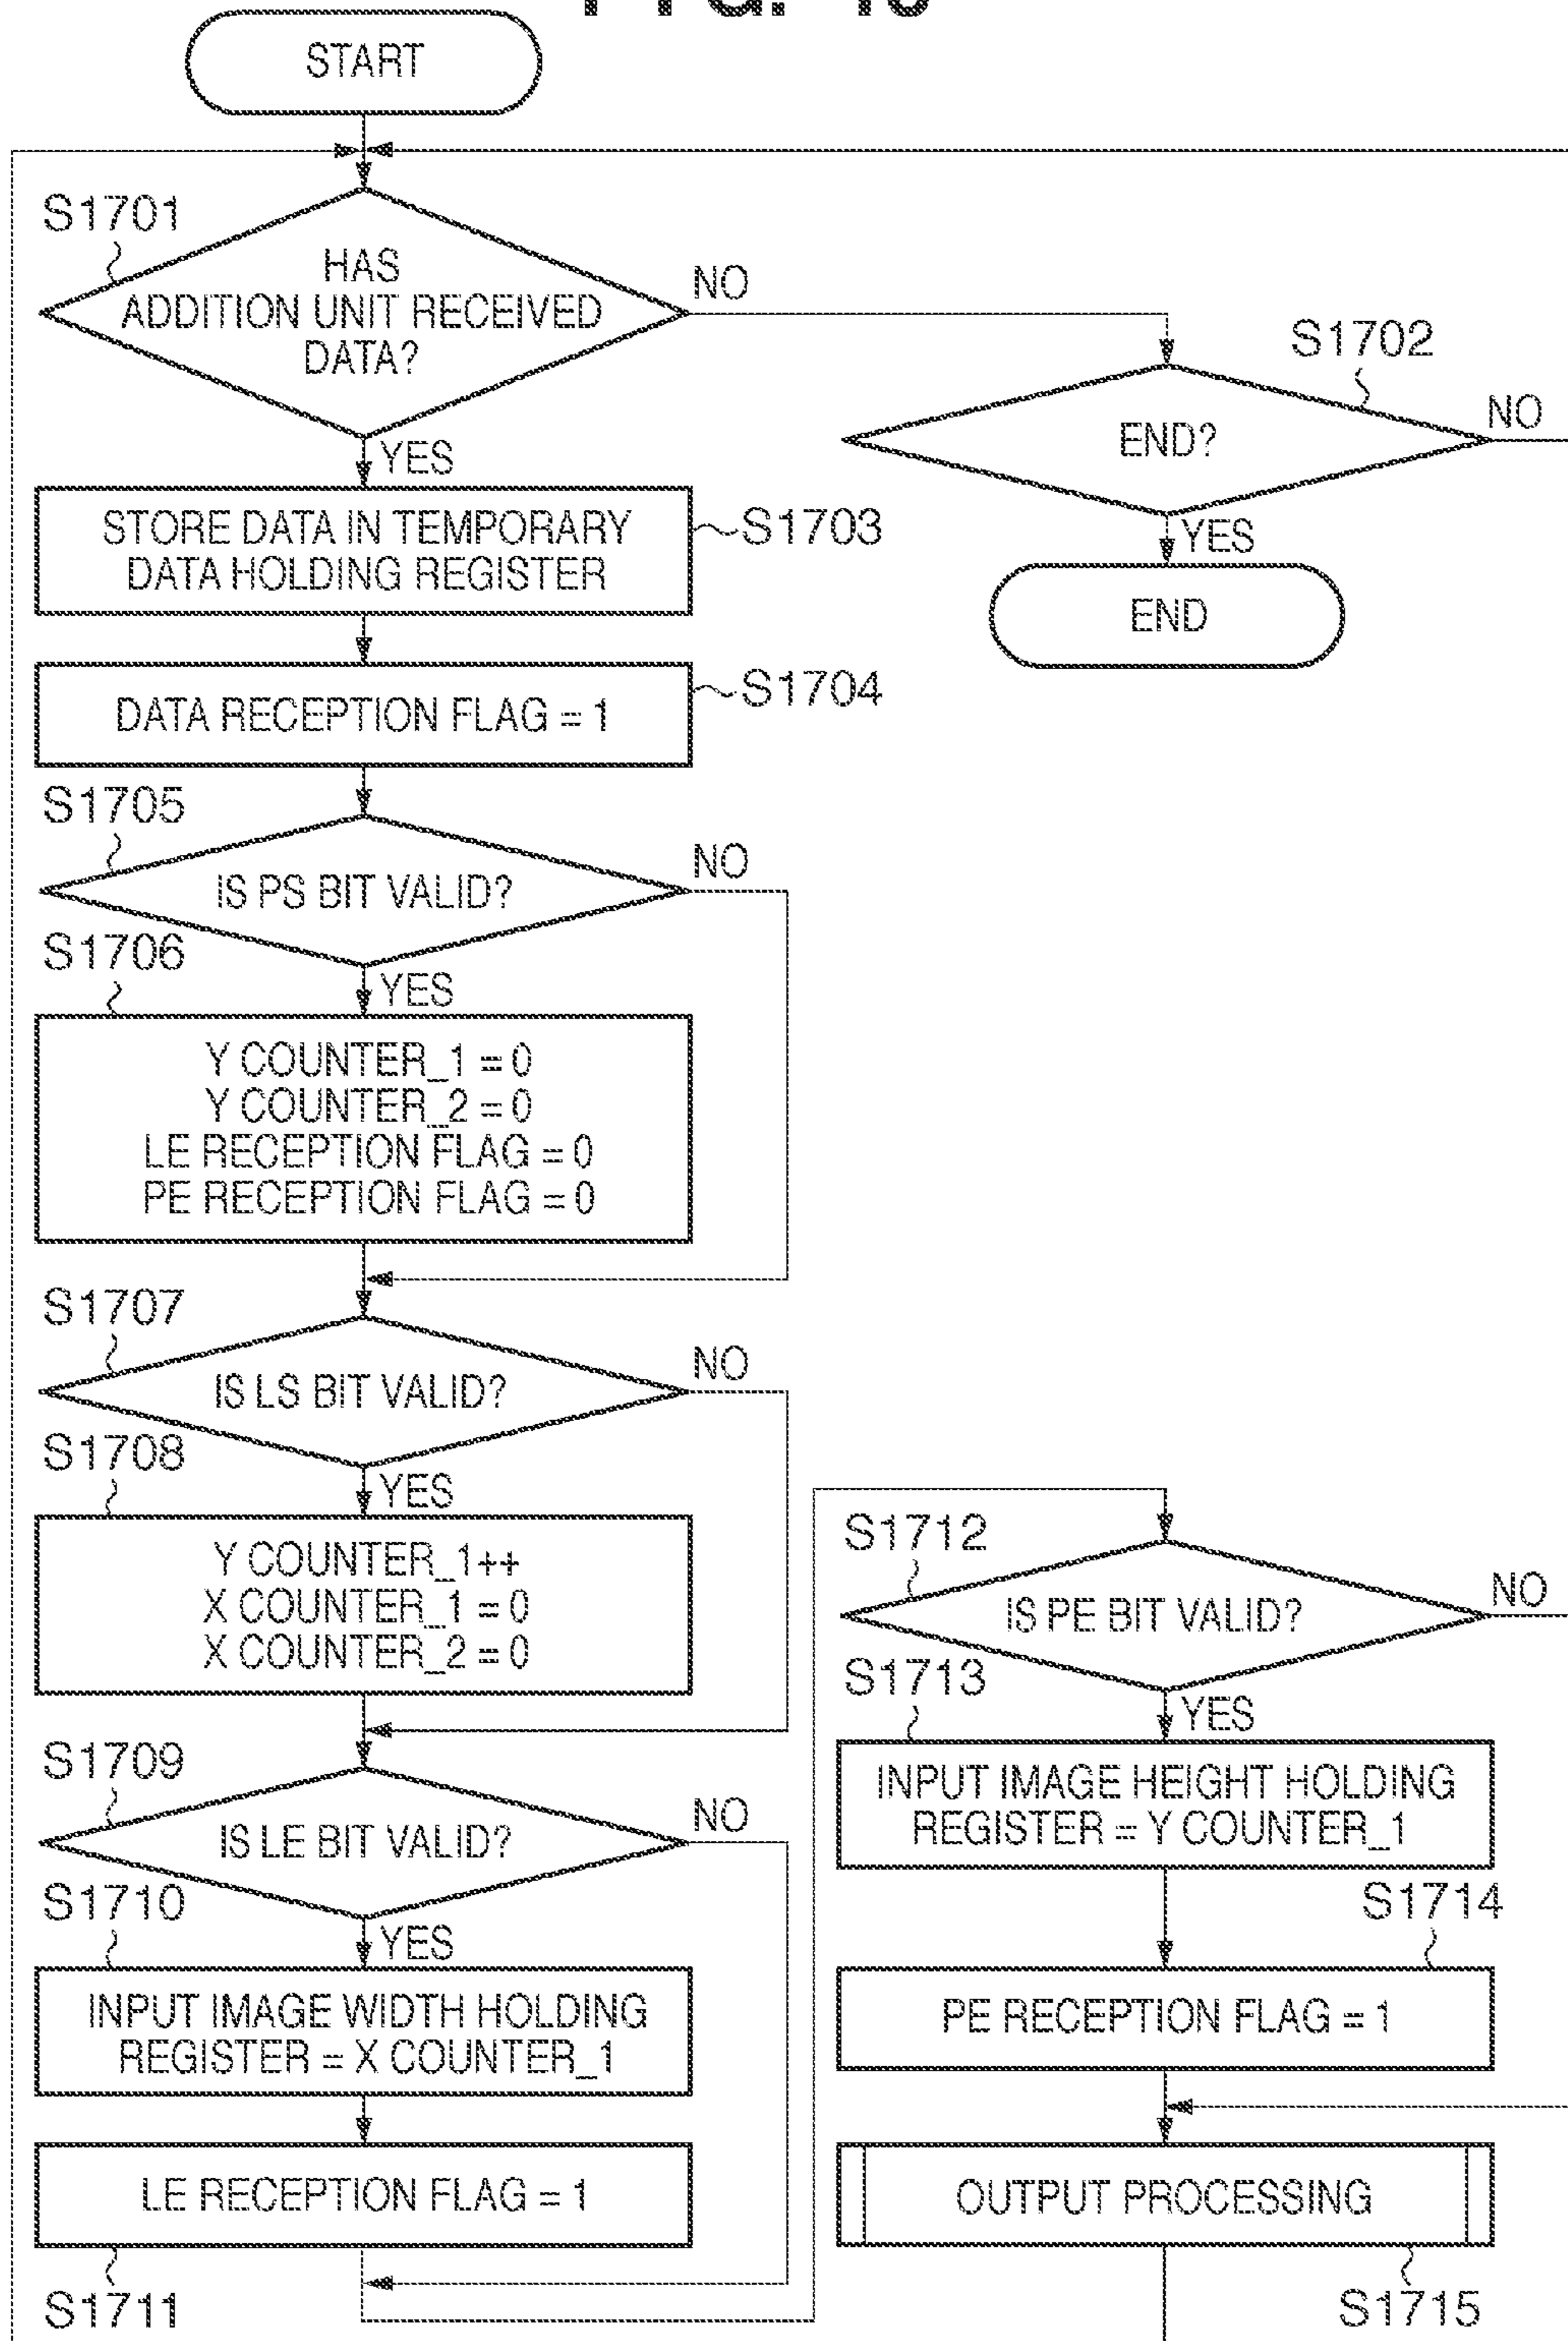 START
S1701
HAS
ADDITION UNIT RECEIVED
DATA?
NO
YES
S1702
END?
NO
YES
END
STORE DATA IN TEMPORARY
DATA HOLDING REGISTER
S1703
DATA RECEPTION FLAG = 1
S1704
S1705
IS PS BIT VALID?
NO
YES
S1706
Y COUNTER_1 = 0
Y COUNTER_2 = 0
LE RECEPTION FLAG = 0
PE RECEPTION FLAG = 0
S1707
IS LS BIT VALID?
NO
YES
S1708
Y COUNTER_1++
X COUNTER_1 = 0
X COUNTER_2 = 0
S1709
IS LE BIT VALID?
NO
YES
S1710
INPUT IMAGE WIDTH HOLDING
REGISTER = X COUNTER_1
LE RECEPTION FLAG = 1
S1711
S1712
IS PE BIT VALID?
NO
YES
S1713
INPUT IMAGE HEIGHT HOLDING
REGISTER = Y COUNTER_1
S1714
PE RECEPTION FLAG = 1
OUTPUT PROCESSING
S1715